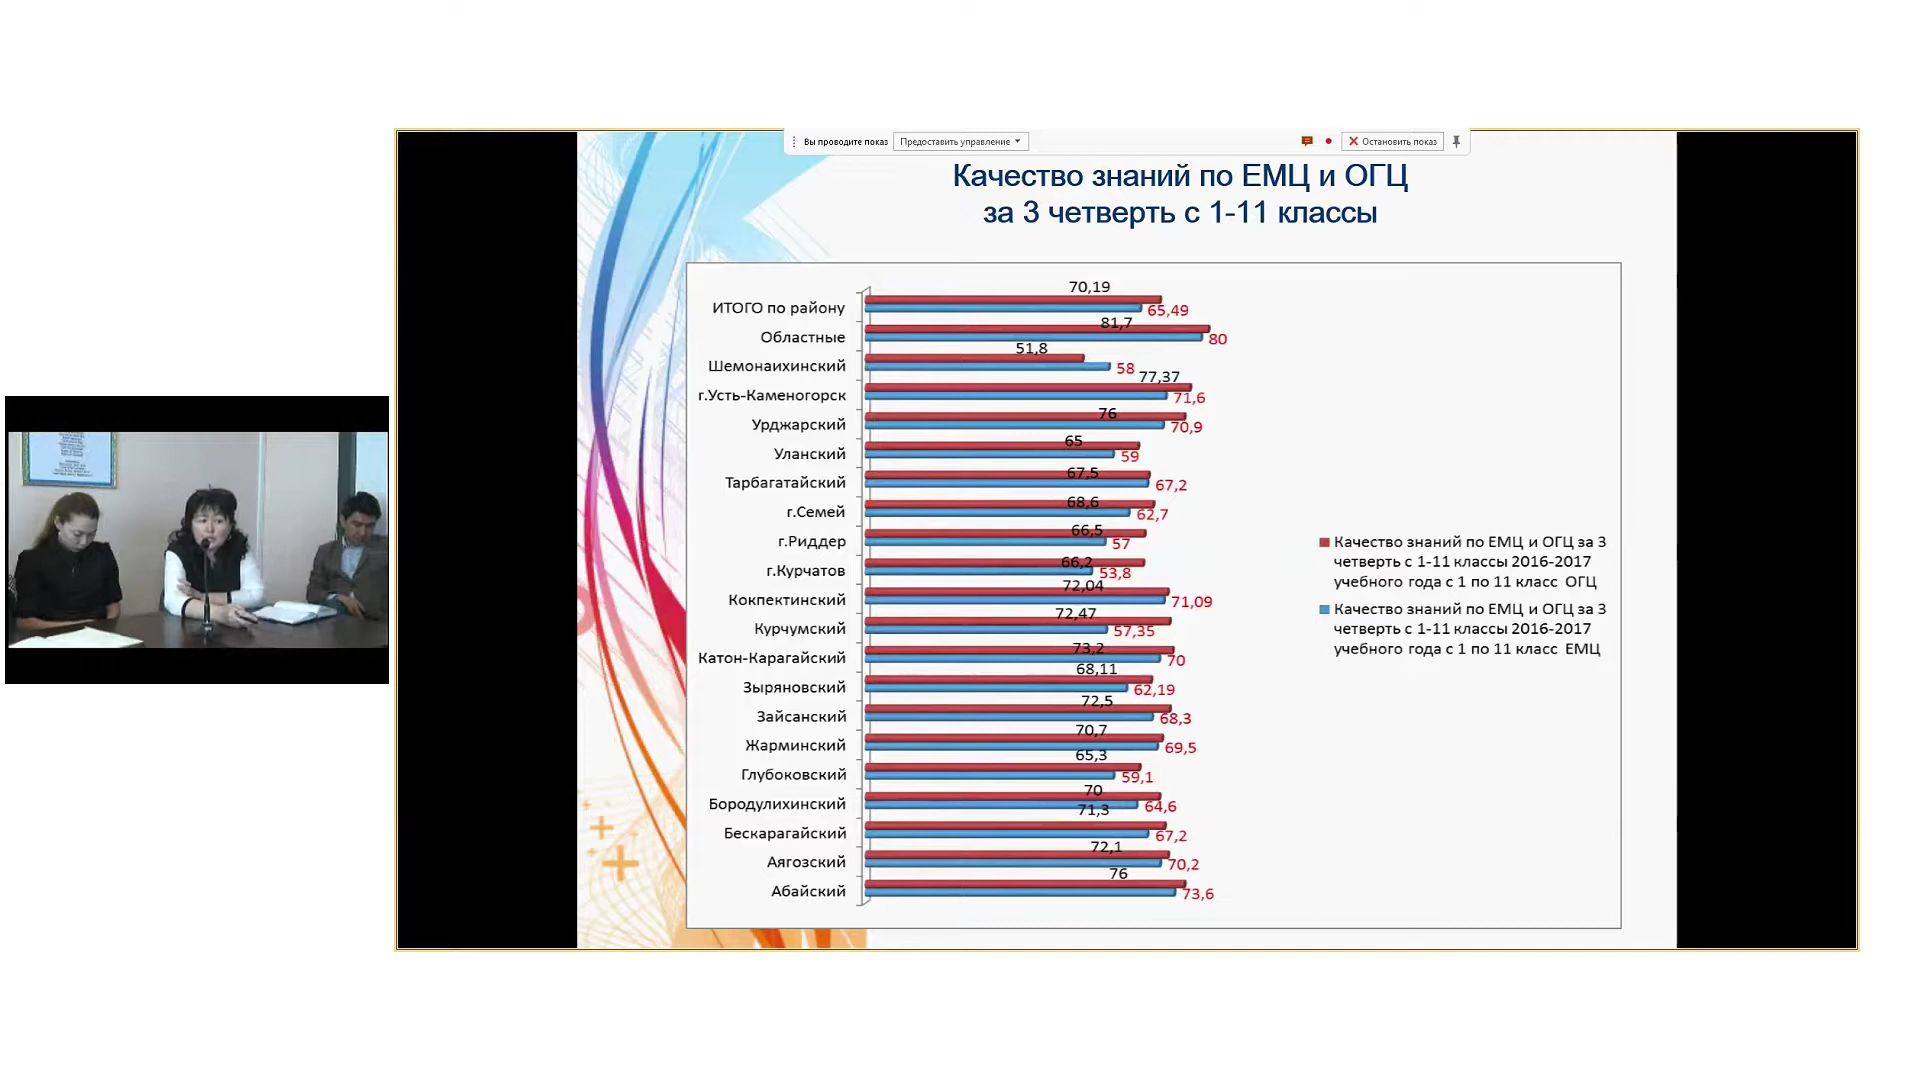 Вы проводите показ
Предоставить управление
Остановить показ
Качество знаний по ЕМЦ и ОГЦ
за 3 четверть с 1-11 классы
70,19
ИТОГО по району
65,49
81,7
Областные
80
51,8
Шемонаихинский
58
77,37
г.Усть-Каменогорск
71,6
76
Урджарский
70,9
65
Уланский
59
67,5
Тарбагатайский
67,2
68,6
г.Семей
62,7
66,5
г.Риддер
57
66,2
г.Курчатов
53,8
72,04
Кокпектинский
71,09
72,47
Курчумский
57,35
73,2
Катон-Карагайский
70
68,11
Зыряновский
62,19
72,5
Зайсанский
68,3
70,7
Жарминский
69,5
65,3
Глубоковский
59,1
70
Бородулихинский
64,6
71,3
Бескарагайский
67,2
72,1
Аягозский
70,2
76
Абайский
73,6
Качество знаний по ЕМЦ и ОГЦ за 3
четверть с 1-11 классы 2016-2017
учебного года с 1 по 11 класс ОГЦ
Качество знаний по ЕМЦ и ОГЦ за 3
четверть с 1-11 классы 2016-2017
учебного года с 1 по 11 класс ЕМЦ